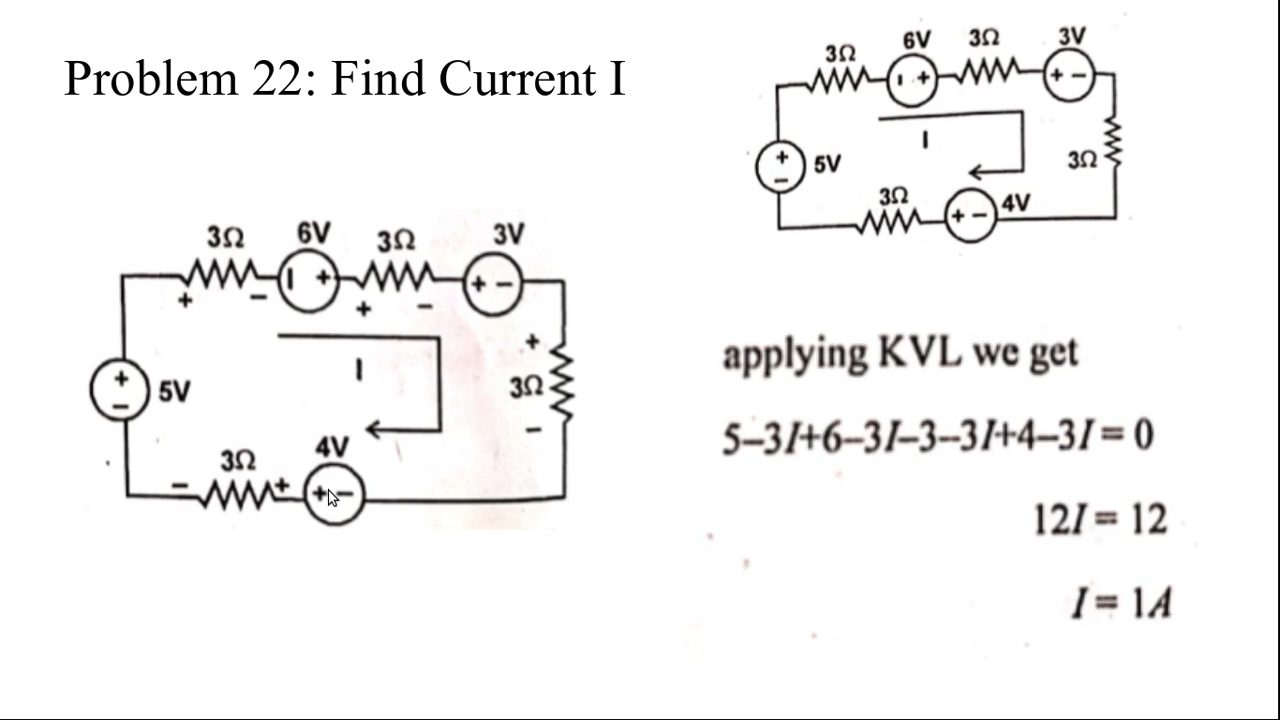 Problem 22: Find Current I
3Ω 6V 3Ω 3V
+ - + -
I
+
-
5V
3Ω
3Ω
4V
+ -
3Ω 6V 3Ω 3V
- + + -
+ - + -
I
+
-
5V
+
3Ω
-
3Ω
4V
- + + -
applying KVL we get
5–3I+6–3I–3–3I+4–3I = 0
12I = 12
I = 1A